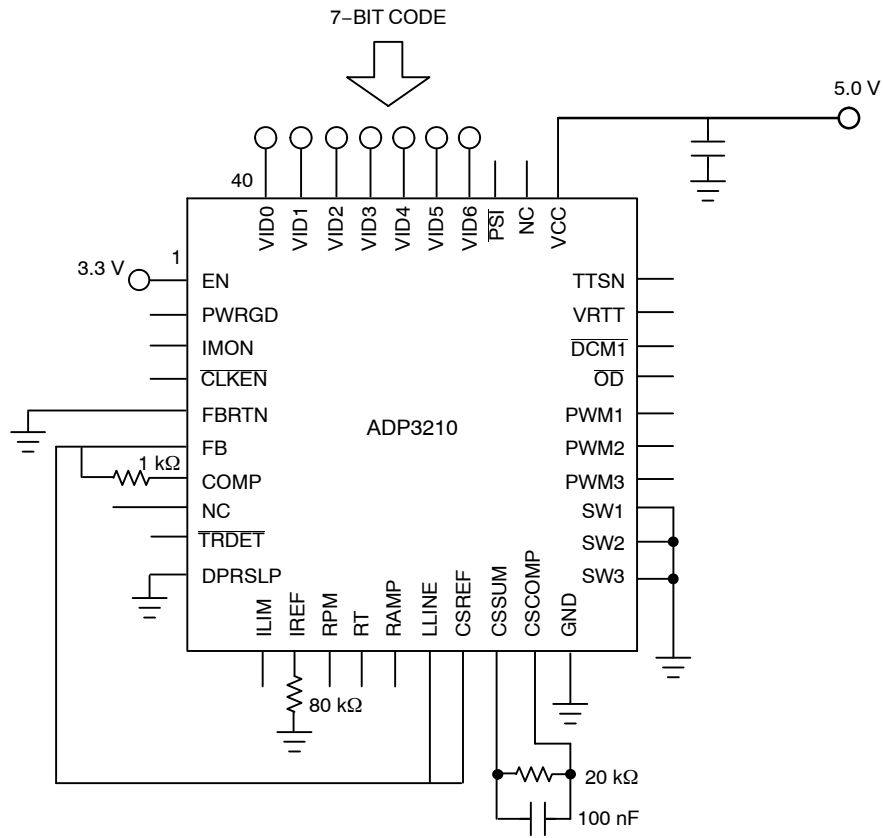 7–BIT CODE
5.0 V
40
VID0
VID1
VID2
VID3
VID4
VID5
VID6
PSI
NC
VCC
3.3 V
1
EN
PWRGD
IMON
CLKEN
FBRTN
FB
1 kΩ
COMP
NC
TRDET
DPRSLP
ADP3210
TTSN
VRTT
DCM1
OD
PWM1
PWM2
PWM3
SW1
SW2
SW3
ILIM
IREF
RPM
RT
RAMP
LLINE
CSREF
CSSUM
CSCOMP
GND
80 kΩ
20 kΩ
100 nF